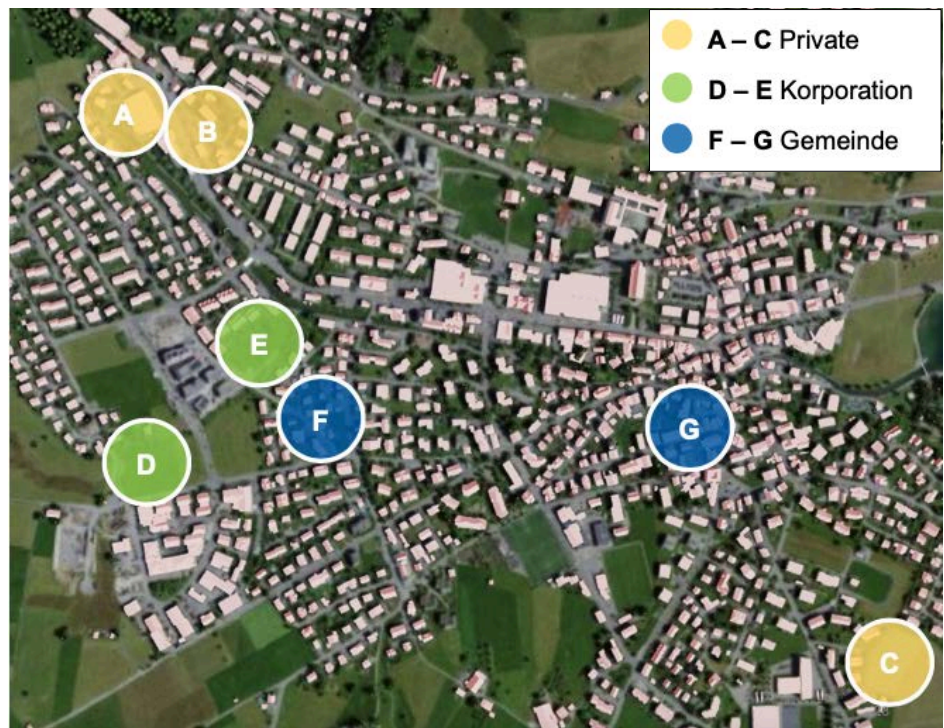 A – C Private
D – E Korporation
F – G Gemeinde
A
B
E
F
G
D
C